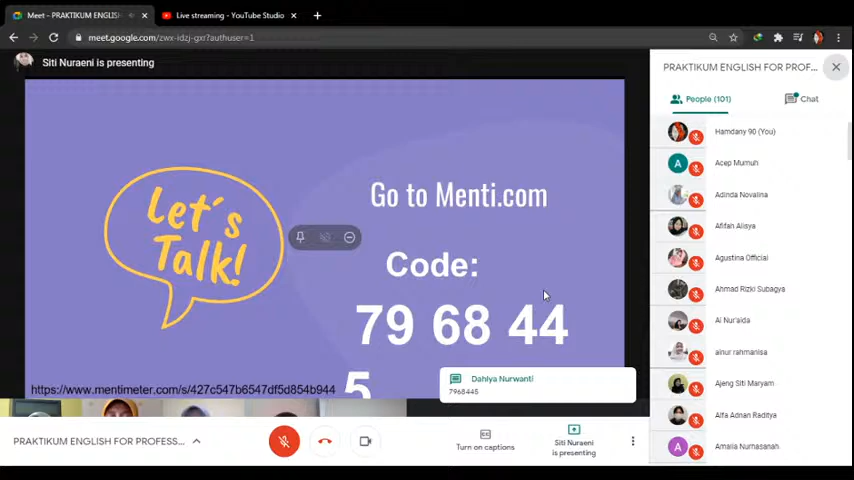 Meet - PRAKTIKUM ENGLISH
Live streaming - YouTube Studio
meet.google.com/zwx-idzj-gxr?authuser=1
Siti Nuraeni is presenting
PRAKTIKUM ENGLISH FOR PROF...
People (101)
Chat
Let's
Talk!
Go to Menti.com
Code:
79 68 44
5
https://www.mentimeter.com/s/427c547b6547df5d854b944
Dahlya Nurwanti
7968445
Hamdany 90 (You)
Acep Mumuh
Adinda Novalina
Afifah Alisya
Agustina Official
Ahmad Rizki Subagya
Al Nur'aida
ainur rahmanisa
Ajeng Siti Maryam
Alfa Adnan Raditya
Amalia Nurhasanah
PRAKTIKUM ENGLISH FOR PROFESS...
Turn on captions
Siti Nuraeni
is presenting